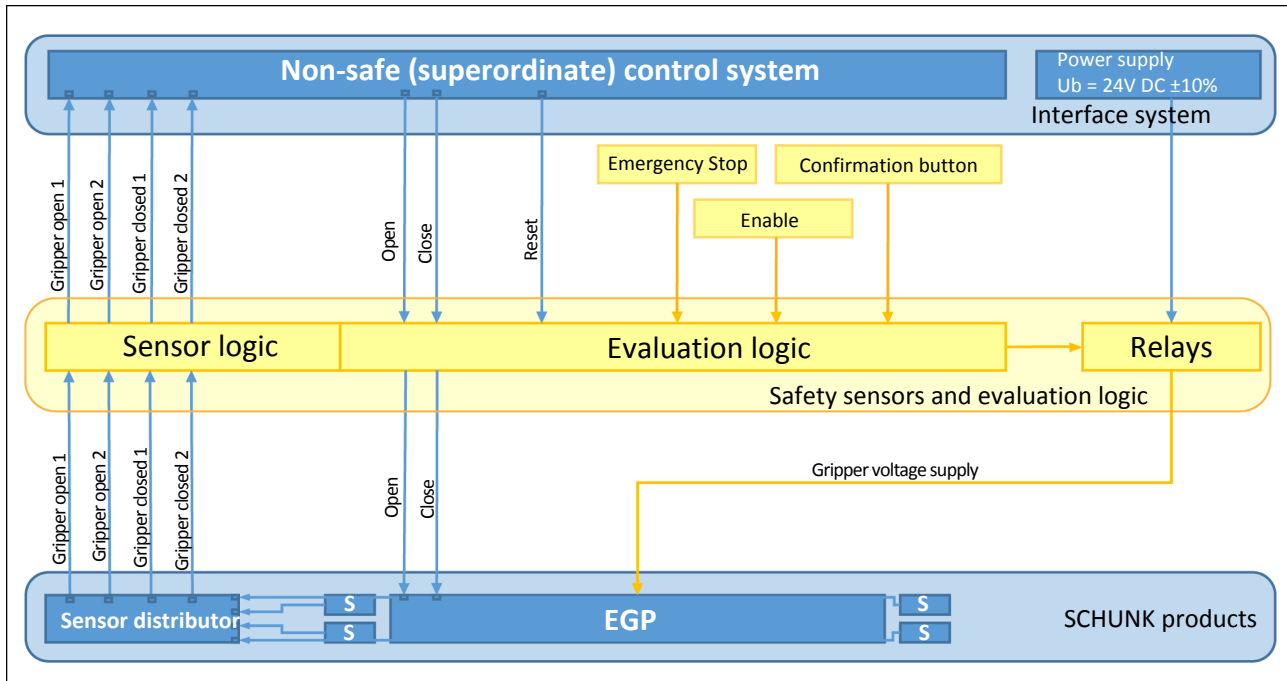 Non-safe (superordinate) control system
Power supply
Ub = 24V DC ±10%
Interface system
Gripper open 1
Gripper open 2
Gripper closed 1
Gripper closed 2
Open
Close
Reset
Emergency Stop
Confirmation button
Enable
Sensor logic
Evaluation logic
Relays
Safety sensors and evaluation logic
Gripper open 1
Gripper open 2
Gripper closed 1
Gripper closed 2
Open
Close
Gripper voltage supply
Sensor distributor
S
S
EGP
S
S
SCHUNK products